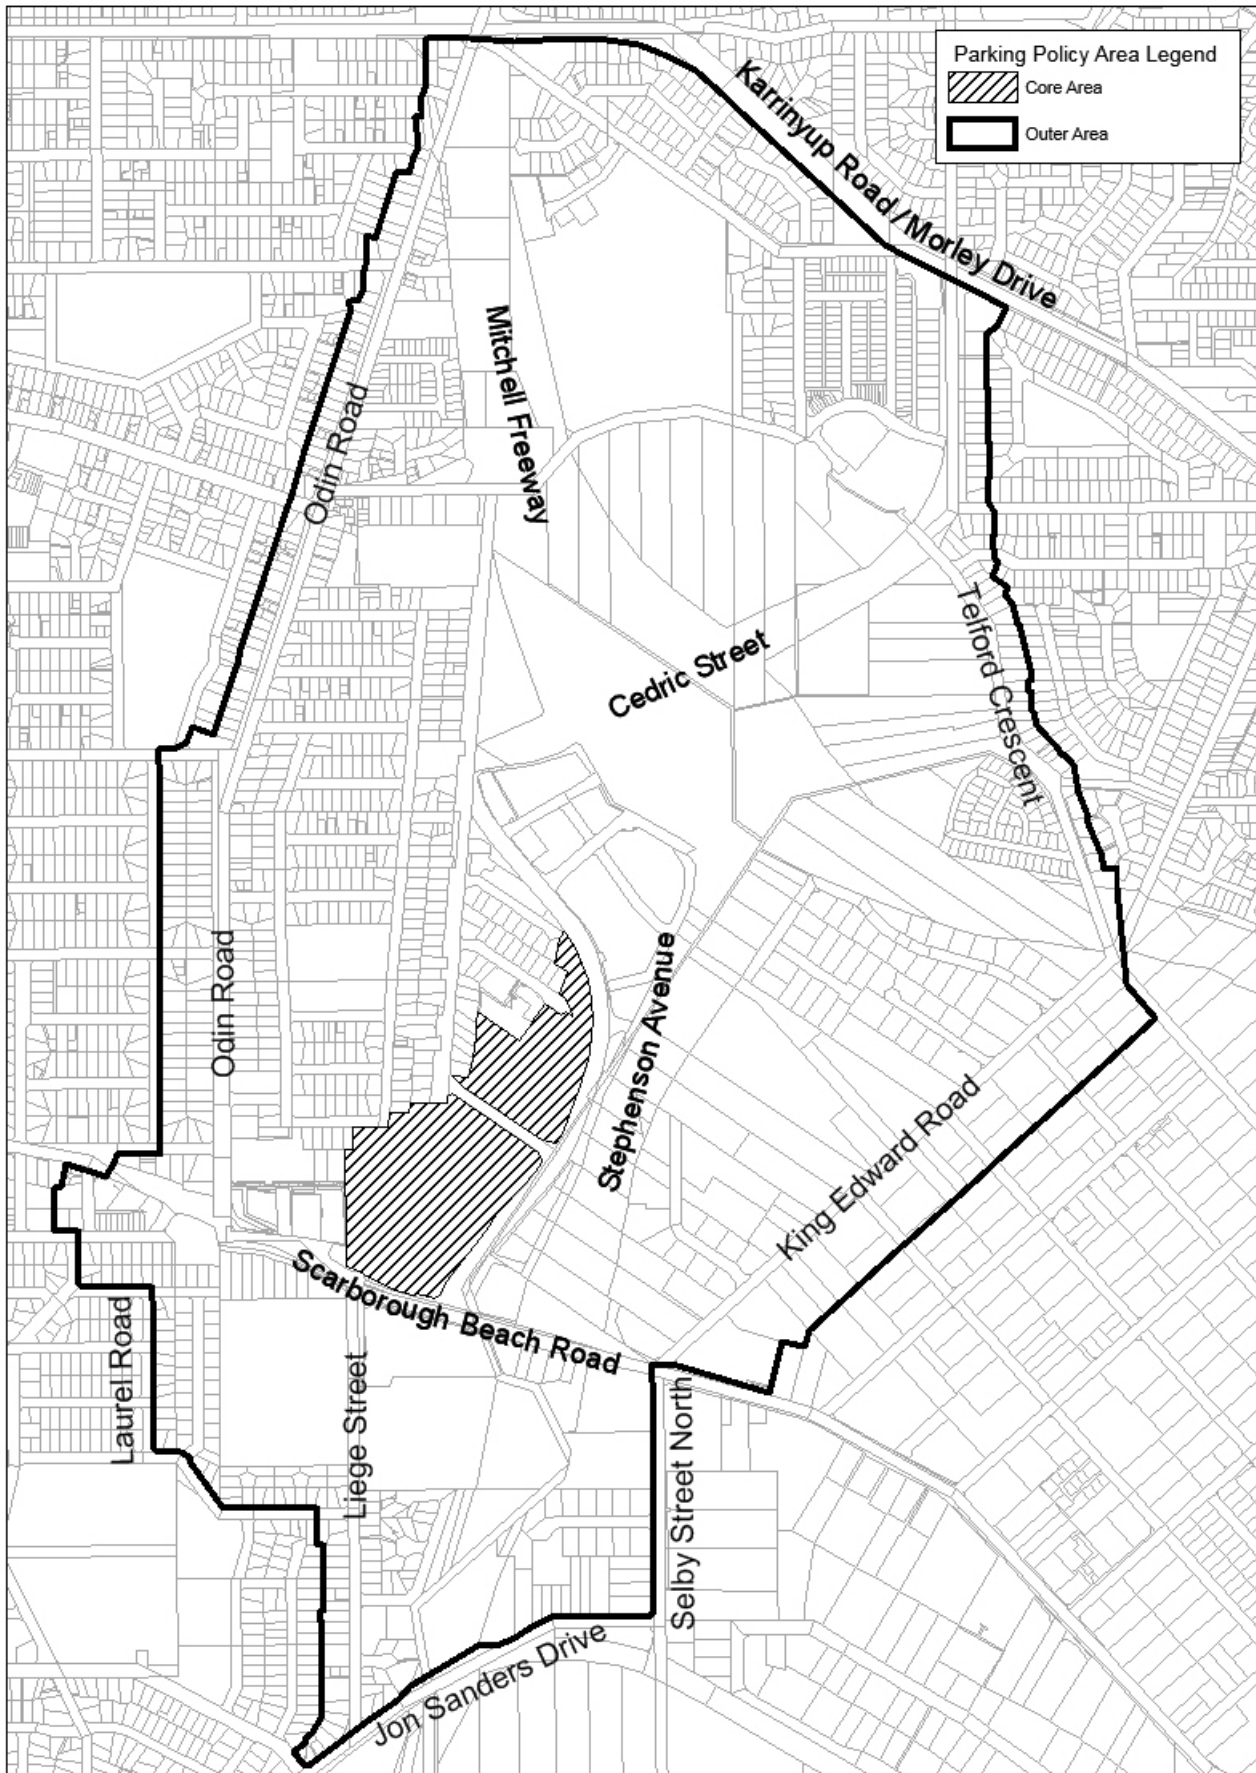 Parking Policy Area Legend
Core Area
Outer Area
Karrinyup Road / Morley Drive
Mitchell Freeway
Odin Road
Cedric Street
Telford Crescent
Odin Road
Stephenson Avenue
King Edward Road
Scarborough Beach Road
Laurel Road
Liege Street
Selby Street North
Jon Sanders Drive